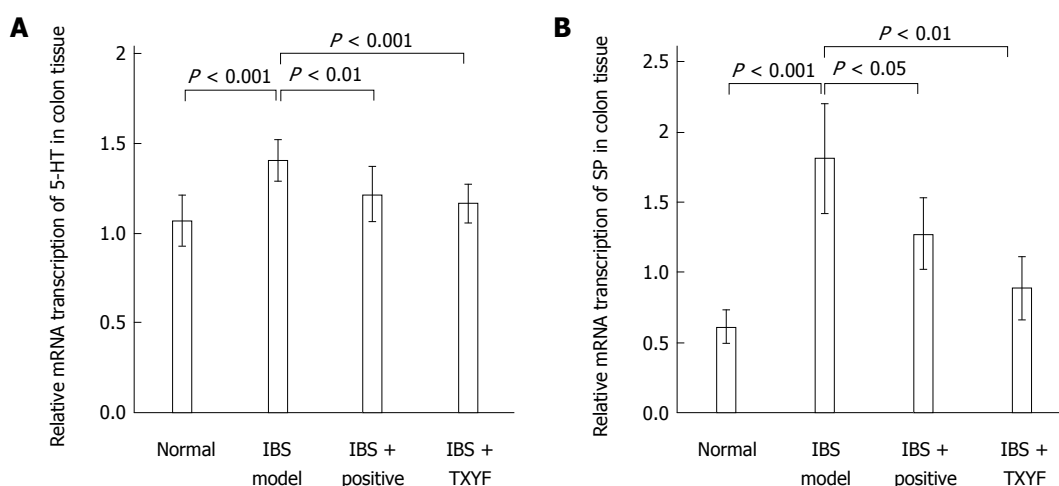 A
Relative mRNA transcription of 5-HT in colon tissue
2
1.5
1.0
0.5
0.0
P < 0.001
P < 0.001
P < 0.01
Normal
IBS model
IBS + positive
IBS + TXYF
B
Relative mRNA transcription of SP in colon tissue
2.5
2
1.5
1.0
0.5
0.0
P < 0.01
P < 0.001
P < 0.05
Normal
IBS model
IBS + positive
IBS + TXYF